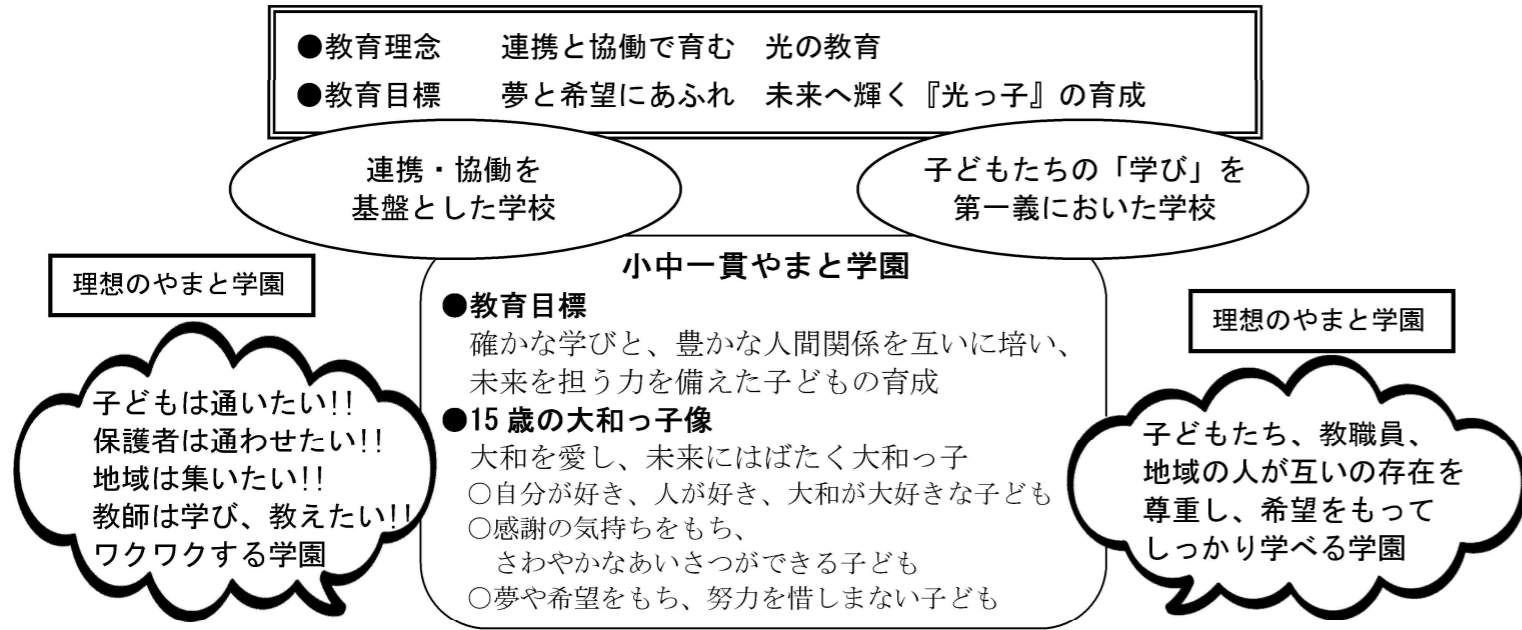 ●教育理念　　連携と協働で育む　光の教育
●教育目標　　夢と希望にあふれ　未来へ輝く『光っ子』の育成
連携・協働を
基盤とした学校
子どもたちの「学び」を
第一義においた学校
理想のやまと学園
子どもは通いたい!!
保護者は通わせたい!!
地域は集いたい!!
教師は学び、教えたい!!
ワクワクする学園
小中一貫やまと学園
●教育目標
確かな学びと、豊かな人間関係を互いに培い、
未来を担う力を備えた子どもの育成
●15 歳の大和っ子像
大和を愛し、未来にはばたく大和っ子
○自分が好き、人が好き、大和が大好きな子ども
○感謝の気持ちをもち、
さわやかなあいさつができる子ども
○夢や希望をもち、努力を惜しまない子ども
理想のやまと学園
子どもたち、教職員、
地域の人が互いの存在を
尊重し、希望をもって
しっかり学べる学園